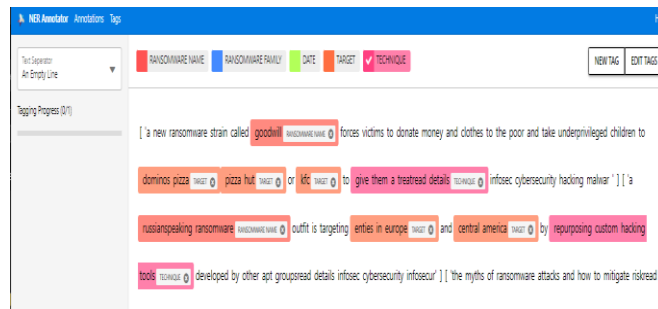 NER Annotator Annotations Tags H
Text Separator
An Empty Line
Tagging Progress (0/1)
RANSOMWARE NAME RANSOMWARE FAMILY DATE TARGET TECHNIQUE NEW TAG EDIT TAGS
[ 'a new ransomware strain called goodwill RANSOMWARE NAME forces victims to donate money and clothes to the poor and take underprivileged children to
dominos pizza TARGET pizza hut TARGET or kfc TARGET to give them a treatread details TECHNIQUE infosec cybersecurity hacking malwar ' ] [ 'a
russianspeaking ransomware RANSOMWARE NAME outfit is targeting enties in europe TARGET and central america TARGET by repurposing custom hacking
tools TECHNIQUE developed by other apt groupsread details infosec cybersecurity infosecur' ] [ 'the myths of ransomware attacks and how to mitigate riskread